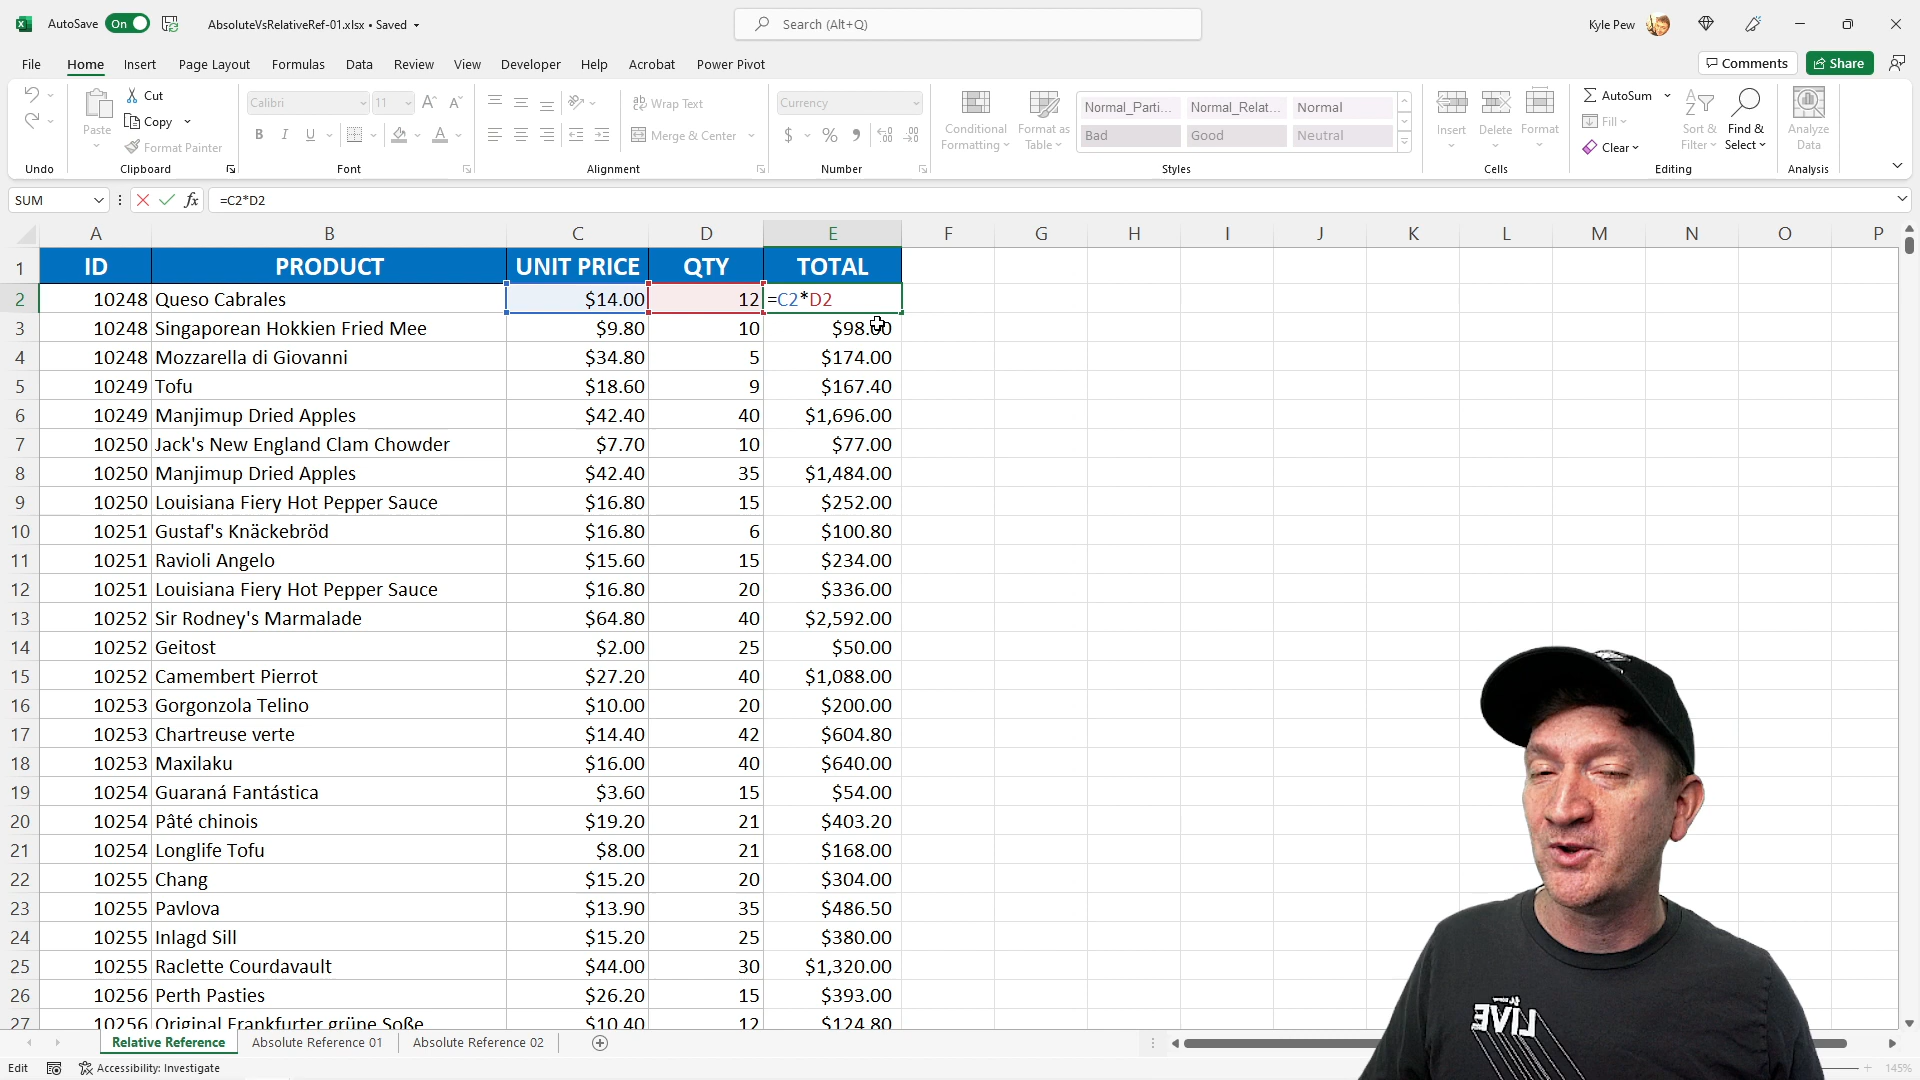 AutoSave On AbsoluteVsRelativeRef-01.xlsx • Saved Search (Alt+Q) Kyle Pew
File Home Insert Page Layout Formulas Data Review View Developer Help Acrobat Power Pivot Comments Share
Cut Calibri 11 Wrap Text Currency Normal_Parti... Normal_Relat... Normal AutoSum
Paste Copy B I U Merge & Center $ % Conditional Formatting Format as Table Bad Good Neutral Insert Delete Format Fill Sort & Filter Find & Select Analyze Data
Format Painter Clear
Undo Clipboard Font Alignment Number Styles Cells Editing Analysis
SUM fx =C2*D2
A B C D E F G H I J K L M N O P
1 ID PRODUCT UNIT PRICE QTY TOTAL
2 10248 Queso Cabrales $14.00 12 =C2*D2
3 10248 Singaporean Hokkien Fried Mee $9.80 10 $98.00
4 10248 Mozzarella di Giovanni $34.80 5 $174.00
5 10249 Tofu $18.60 9 $167.40
6 10249 Manjimup Dried Apples $42.40 40 $1,696.00
7 10250 Jack's New England Clam Chowder $7.70 10 $77.00
8 10250 Manjimup Dried Apples $42.40 35 $1,484.00
9 10250 Louisiana Fiery Hot Pepper Sauce $16.80 15 $252.00
10 10251 Gustaf's Knäckebröd $16.80 6 $100.80
11 10251 Ravioli Angelo $15.60 15 $234.00
12 10251 Louisiana Fiery Hot Pepper Sauce $16.80 20 $336.00
13 10252 Sir Rodney's Marmalade $64.80 40 $2,592.00
14 10252 Geitost $2.00 25 $50.00
15 10252 Camembert Pierrot $27.20 40 $1,088.00
16 10253 Gorgonzola Telino $10.00 20 $200.00
17 10253 Chartreuse verte $14.40 42 $604.80
18 10253 Maxilaku $16.00 40 $640.00
19 10254 Guaraná Fantástica $3.60 15 $54.00
20 10254 Pâté chinois $19.20 21 $403.20
21 10254 Longlife Tofu $8.00 21 $168.00
22 10255 Chang $15.20 20 $304.00
23 10255 Pavlova $13.90 35 $486.50
24 10255 Inlagd Sill $15.20 25 $380.00
25 10255 Raclette Courdavault $44.00 30 $1,320.00
26 10256 Perth Pasties $26.20 15 $393.00
27 10256 Original Frankfurter grüne Soße $10.40 12 $124.80
LIVE
Relative Reference Absolute Reference 01 Absolute Reference 02
Edit Accessibility: Investigate 145%